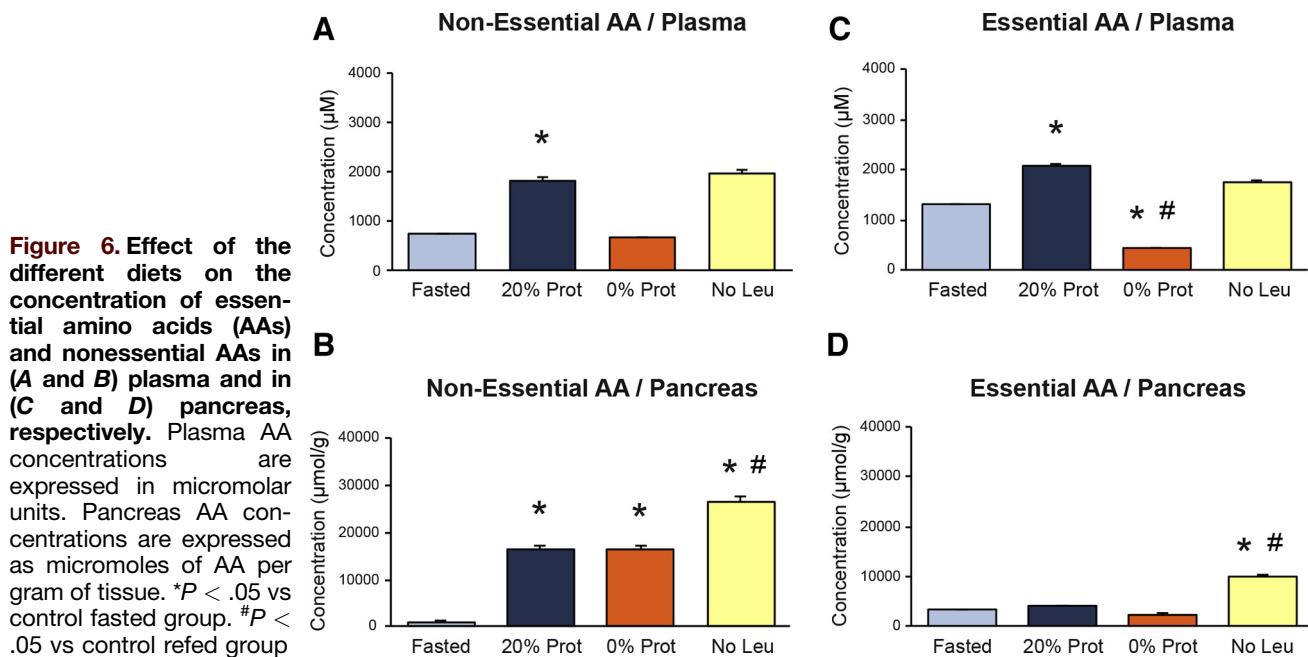 Figure 6. Effect of the
different diets on the
concentration of essen-
tial amino acids (AAs)
and nonessential AAs in
(A and B) plasma and in
(C and D) pancreas,
respectively. Plasma AA
concentrations are
expressed in micromolar
units. Pancreas AA con-
centrations are expressed
as micromoles of AA per
gram of tissue. *P < .05 vs
control fasted group. #P <
.05 vs control refed group
A
Non-Essential AA / Plasma
Concentration (µM)
4000
3000
2000
1000
0
*
Fasted 20% Prot 0% Prot No Leu
B
Non-Essential AA / Pancreas
Concentration (µmol/g)
40000
30000
20000
10000
0
* * * #
Fasted 20% Prot 0% Prot No Leu
C
Essential AA / Plasma
Concentration (µM)
4000
3000
2000
1000
0
*
* #
Fasted 20% Prot 0% Prot No Leu
D
Essential AA / Pancreas
Concentration (µmol/g)
40000
30000
20000
10000
0
* #
Fasted 20% Prot 0% Prot No Leu